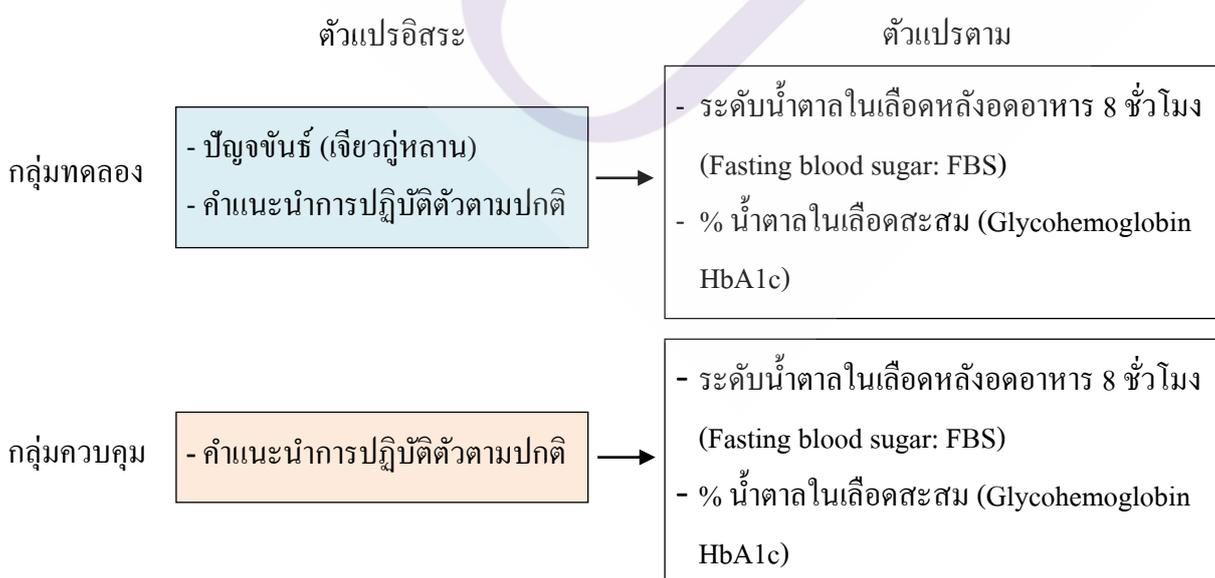 ตัวแปรอิสระ
ตัวแปรตาม
กลุ่มทดลอง
- ปัญจขันธ์ (เจียวกู่หลาน)
- คำแนะนำการปฏิบัติตัวตามปกติ
- ระดับน้ำตาลในเลือดหลังอดอาหาร 8 ชั่วโมง
(Fasting blood sugar: FBS)
- % น้ำตาลในเลือดสะสม (Glycohemoglobin
HbA1c)
กลุ่มควบคุม
- คำแนะนำการปฏิบัติตัวตามปกติ
- ระดับน้ำตาลในเลือดหลังอดอาหาร 8 ชั่วโมง
(Fasting blood sugar: FBS)
- % น้ำตาลในเลือดสะสม (Glycohemoglobin
HbA1c)